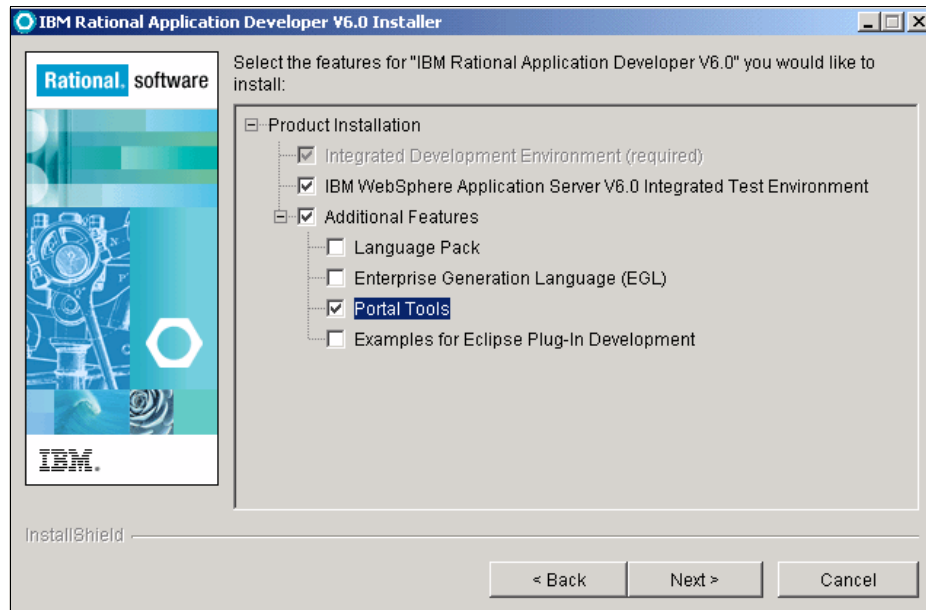 IBM Rational Application Developer V6.0 Installer
Rational. software
Select the features for "IBM Rational Application Developer V6.0" you would like to
install:
Product Installation
Integrated Development Environment (required)
IBM WebSphere Application Server V6.0 Integrated Test Environment
Additional Features
Language Pack
Enterprise Generation Language (EGL)
Portal Tools
Examples for Eclipse Plug-In Development
IBM.
InstallShield
< Back
Next >
Cancel